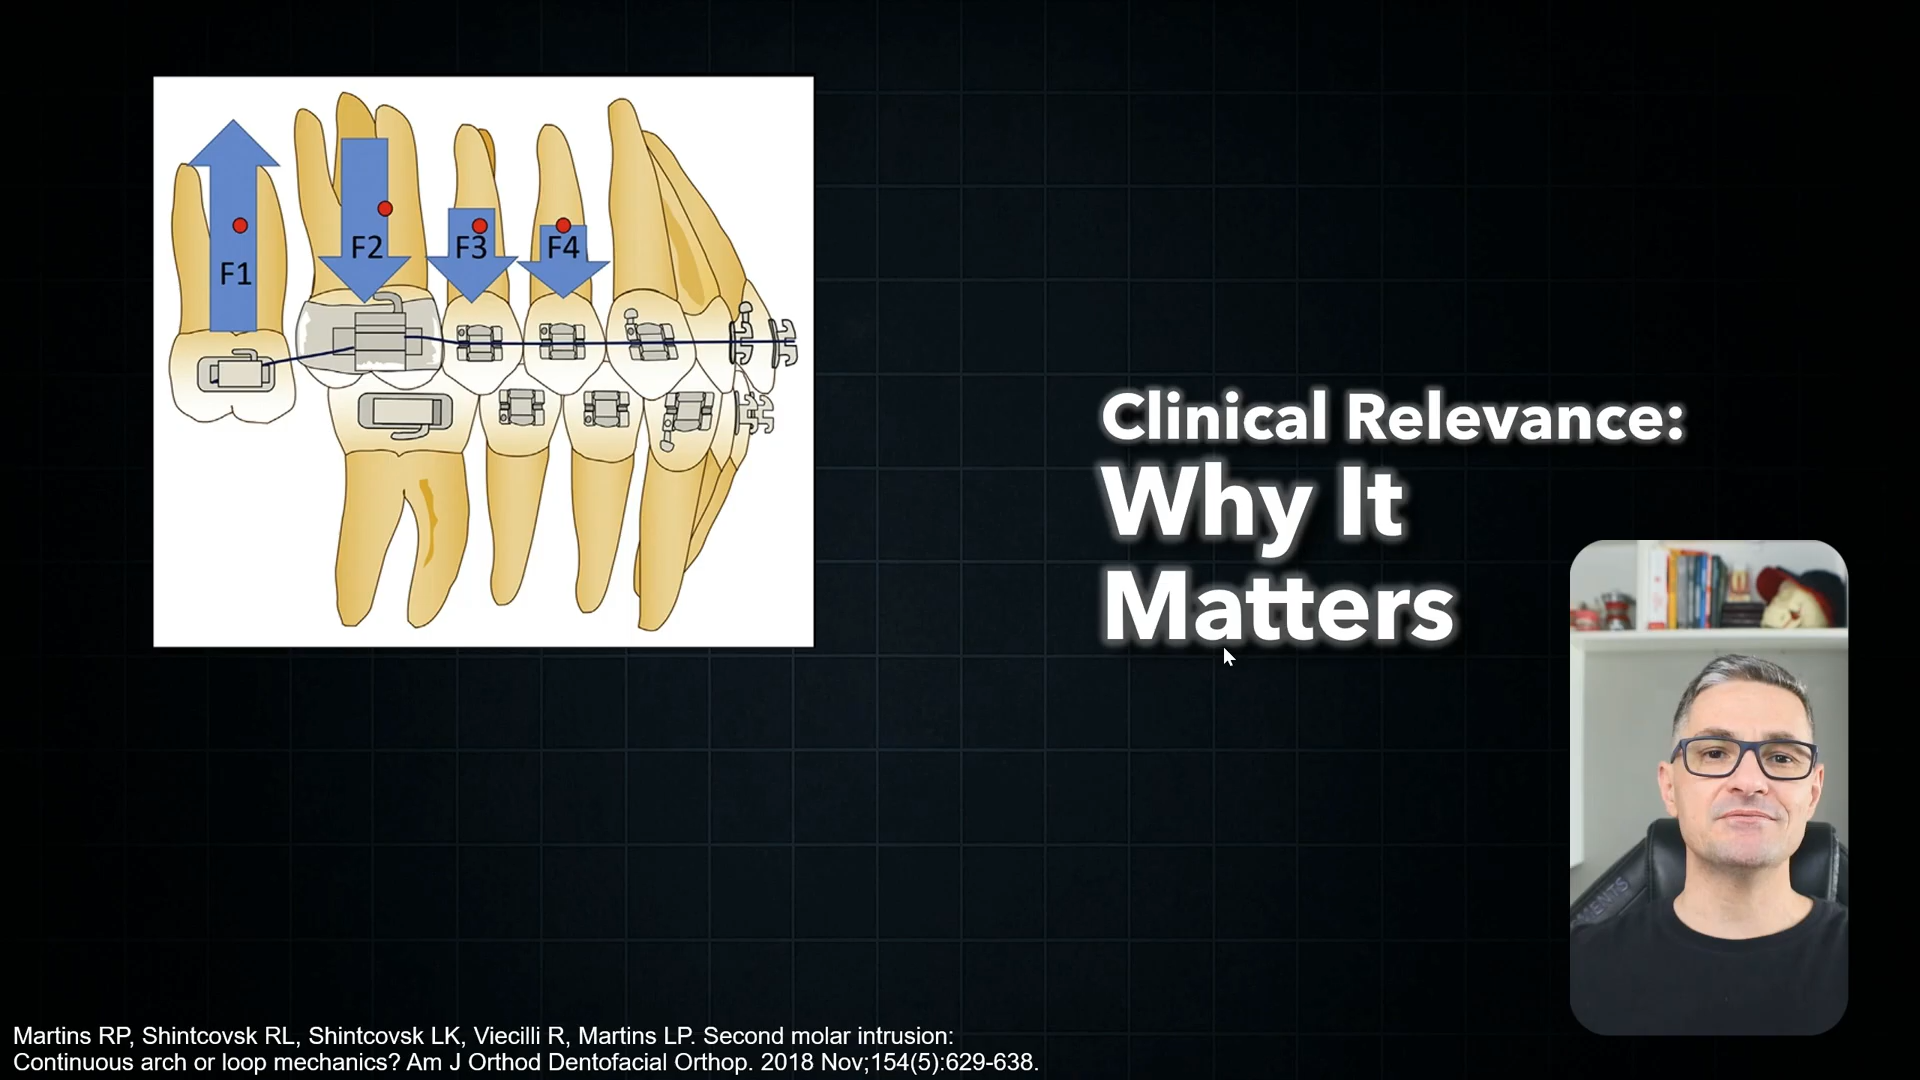 F1
F2
F3
F4
Clinical Relevance:
Why It
Matters
MENTS
Martins RP, Shintcovsk RL, Shintcovsk LK, Viecilli R, Martins LP. Second molar intrusion:
Continuous arch or loop mechanics? Am J Orthod Dentofacial Orthop. 2018 Nov;154(5):629-638.